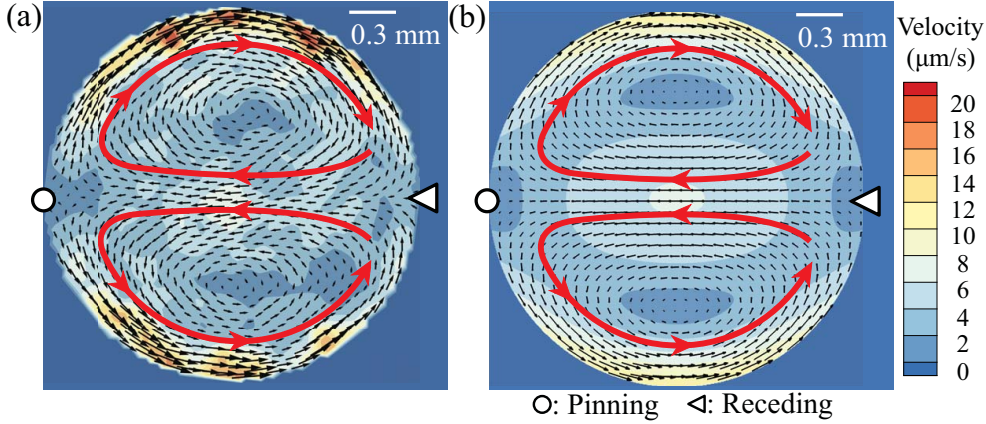 (a)
0.3 mm
(b)
0.3 mm
Velocity
(μm/s)
20
18
16
14
12
10
8
6
4
2
0
: Pinning
: Receding